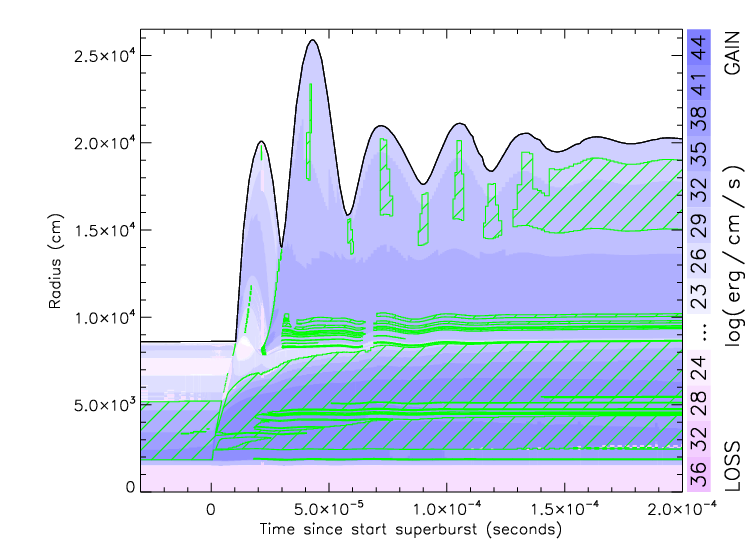 2.5×10⁴
2.0×10⁴
1.5×10⁴
1.0×10⁴
5.0×10³
0
Radius (cm)
0
5.0×10⁻⁵
1.0×10⁻⁴
1.5×10⁻⁴
2.0×10⁻⁴
Time since start superburst (seconds)
36 32 28 24 ... 23 26 29 32 35 38 41 44
LOSS
log( erg / cm / s )
GAIN